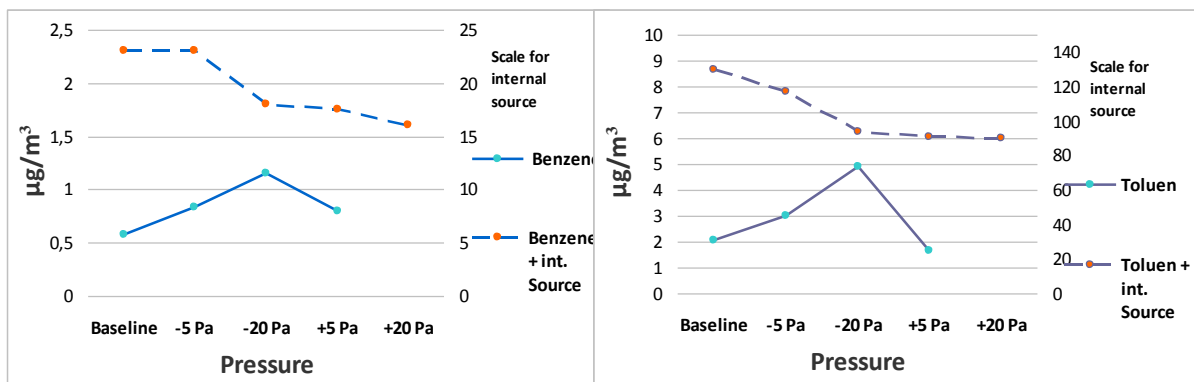 2,5
2
1,5
1
0,5
0
µg/m³
25
20
15
10
5
0
Scale for
internal
source
Benzene
Benzene
+ int.
Source
Baseline
-5 Pa
-20 Pa
+5 Pa
+20 Pa
Pressure
10
9
8
7
6
5
4
3
2
1
0
µg/m³
140
120
100
80
60
40
20
0
Scale for
internal
source
Toluen
Toluen +
int.
Source
Baseline
-5 Pa
-20 Pa
+5 Pa
+20 Pa
Pressure